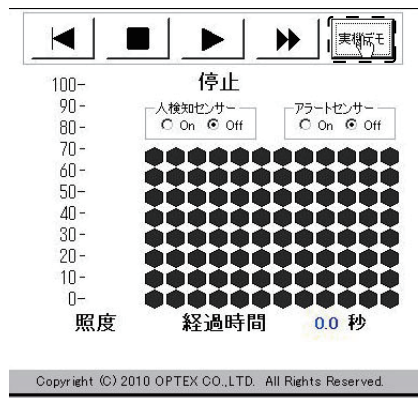 実機デモ
停止
人検知センサー
アラートセンサー
On Off
On Off
100-
90-
80-
70-
60-
50-
40-
30-
20-
10-
0-
照度
経過時間 0.0 秒
Copyright (C) 2010 OPTEX CO.,LTD. All Rights Reserved.